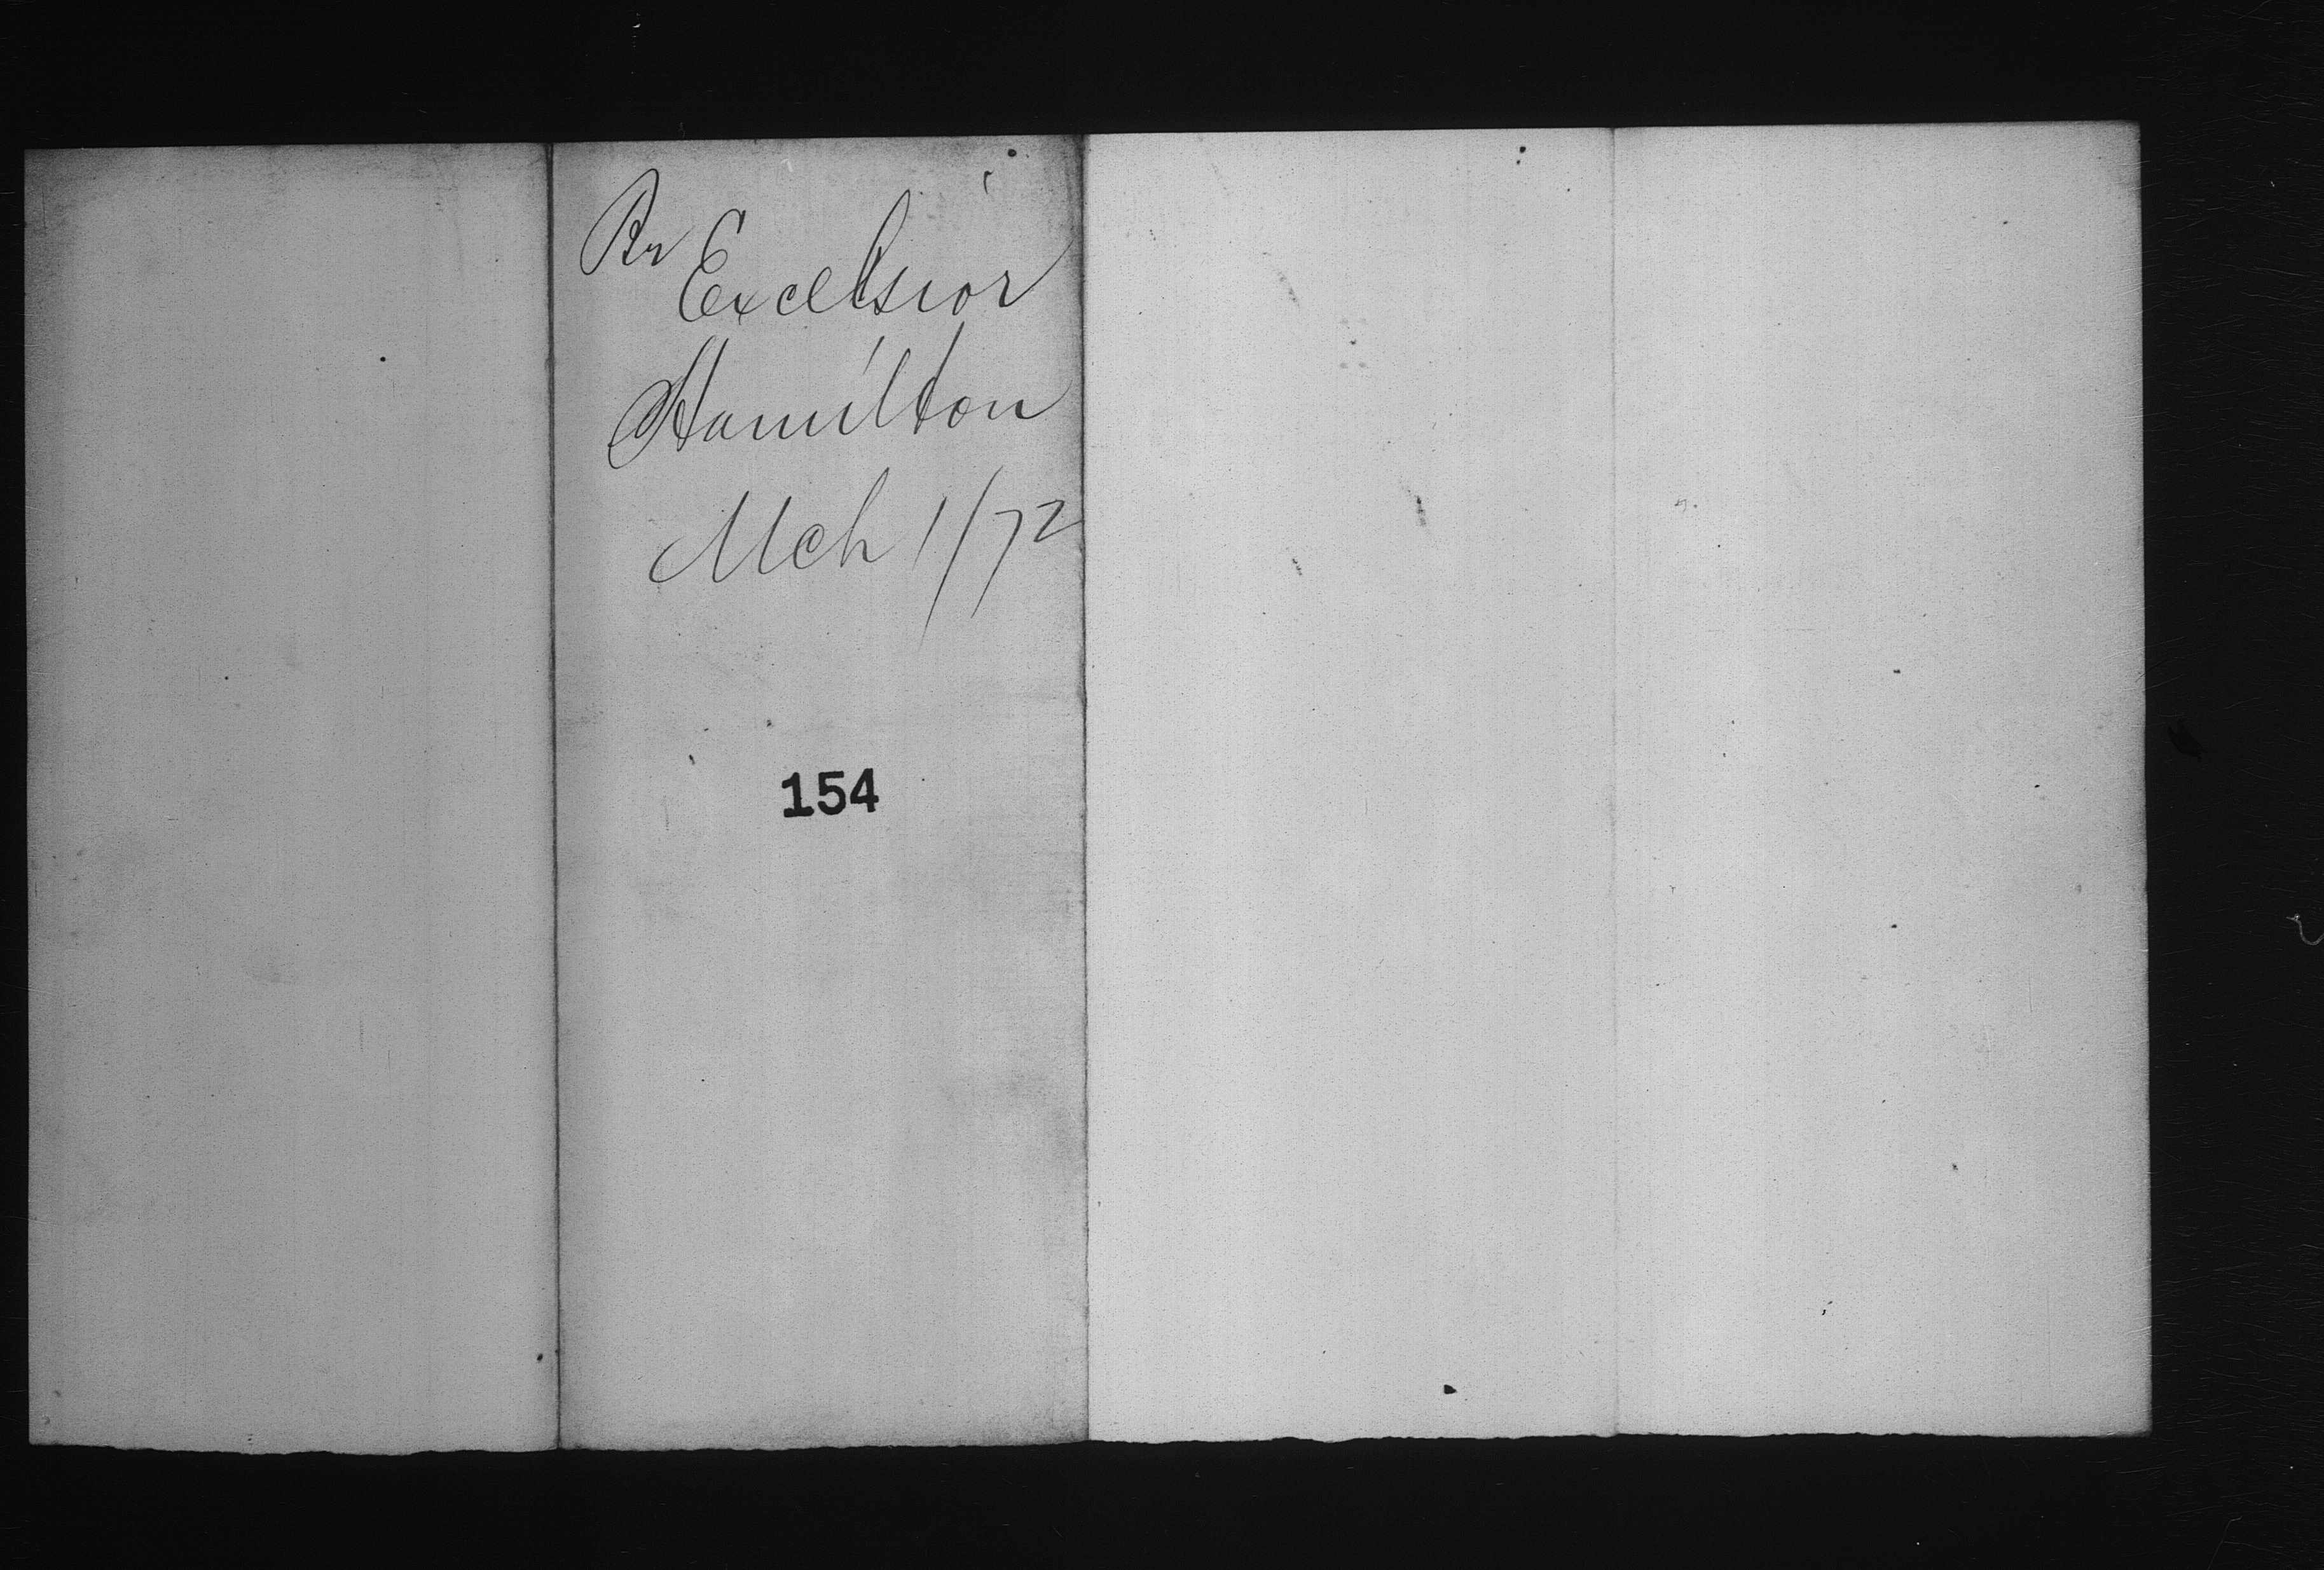 Br
Excelsior
Hamilton
Mch 1/72
154